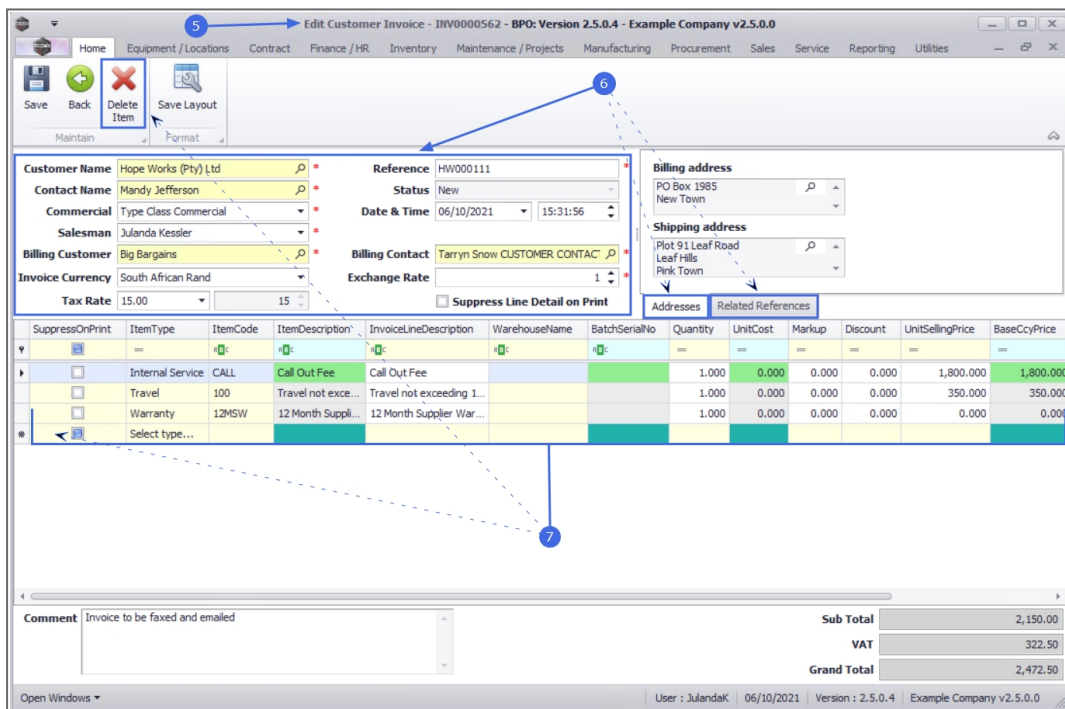 5
Edit Customer Invoice - INV0000562 - BPO: Version 2.5.0.4 - Example Company v2.5.0.0
Home Equipment / Locations Contract Finance / HR Inventory Maintenance / Projects Manufacturing Procurement Sales Service Reporting Utilities
Save Back Delete Item Save Layout
Maintain Format
6
Customer Name Hope Works (Pty) Ltd * Reference HW000111 *
Contact Name Mandy Jefferson * Status New
Commercial Type Class Commercial * Date & Time 06/10/2021 15:31:56
Salesman Julanda Kessler *
Billing Customer Big Bargains * Billing Contact Tarryn Snow CUSTOMER CONTACT *
Invoice Currency South African Rand Exchange Rate 1 *
Tax Rate 15.00 15 Suppress Line Detail on Print
Billing address
PO Box 1985
New Town
Shipping address
Plot 91 Leaf Road
Leaf Hills
Pink Town
Addresses Related References
SuppressOnPrint ItemType ItemCode ItemDescription InvoiceLineDescription WarehouseName BatchSerialNo Quantity UnitCost Markup Discount UnitSellingPrice BaseCcyPrice
= ABC ABC ABC ABC ABC = = = = = =
Internal Service CALL Call Out Fee Call Out Fee 1.000 0.000 0.000 0.000 1,800.000 1,800.000
Travel 100 Travel not exce... Travel not exceeding 1... 1.000 0.000 0.000 0.000 350.000 350.000
Warranty 12MSW 12 Month Suppli... 12 Month Supplier War... 1.000 0.000 0.000 0.000 0.000 0.000
* Select type...
7
Comment Invoice to be faxed and emailed
Sub Total 2,150.00
VAT 322.50
Grand Total 2,472.50
Open Windows User : JulandaK 06/10/2021 Version : 2.5.0.4 Example Company v2.5.0.0